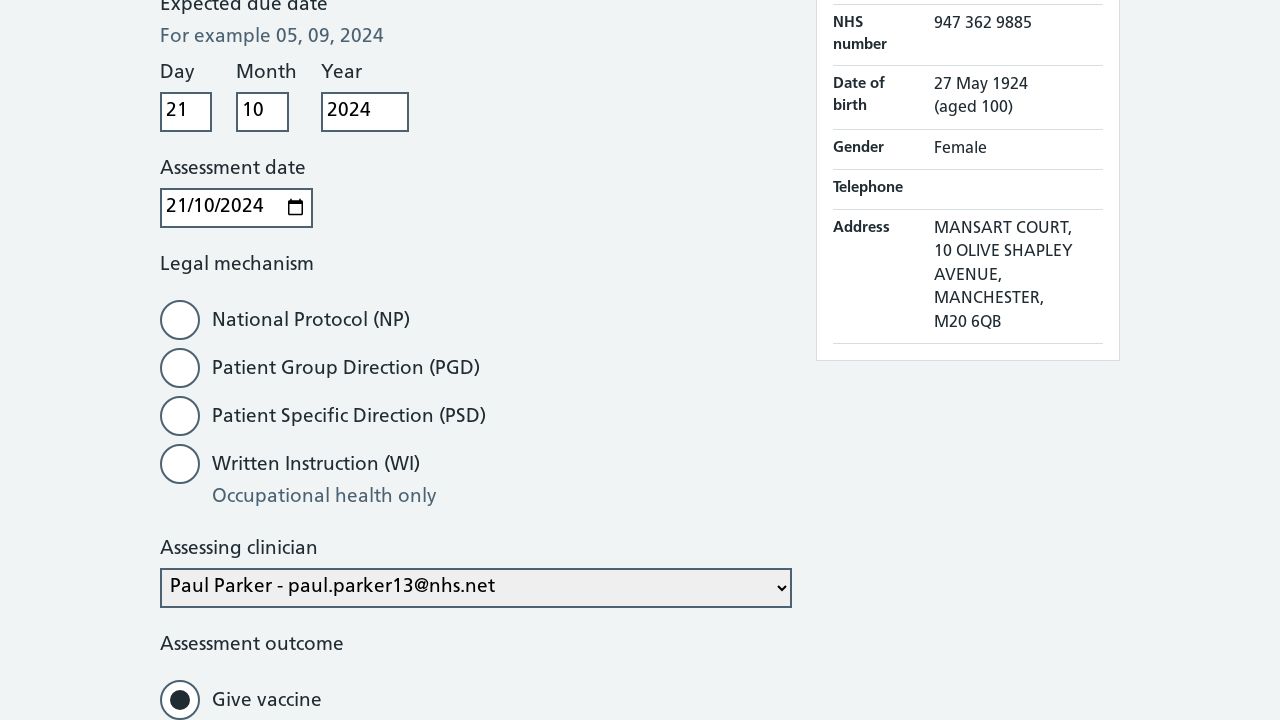 Expected due date
For example 05, 09, 2024
Day Month Year
21 10 2024
Assessment date
21/10/2024
Legal mechanism
National Protocol (NP)
Patient Group Direction (PGD)
Patient Specific Direction (PSD)
Written Instruction (WI)
Occupational health only
Assessing clinician
Paul Parker - paul.parker13@nhs.net
Assessment outcome
Give vaccine
NHS number 947 362 9885
Date of birth 27 May 1924
(aged 100)
Gender Female
Telephone
Address MANSART COURT,
10 OLIVE SHAPLEY
AVENUE,
MANCHESTER,
M20 6QB